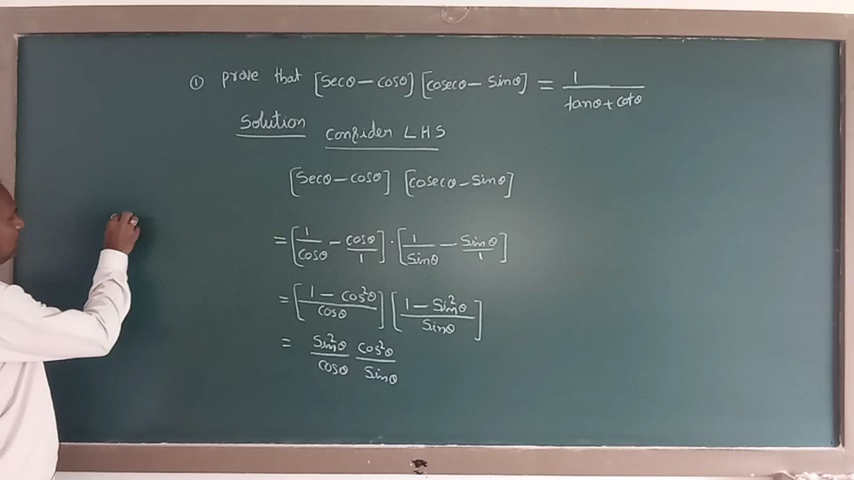 ① prove that [secθ − cosθ] [cosecθ − sinθ] = 1/(tanθ + cotθ)
Solution Consider LHS
[secθ − cosθ] [cosecθ − sinθ]
= [1/cosθ − cosθ/1] · [1/sinθ − sinθ/1]
= [(1 − cos²θ)/cosθ] [(1 − sin²θ)/sinθ]
= sin²θ/cosθ cos²θ/sinθ